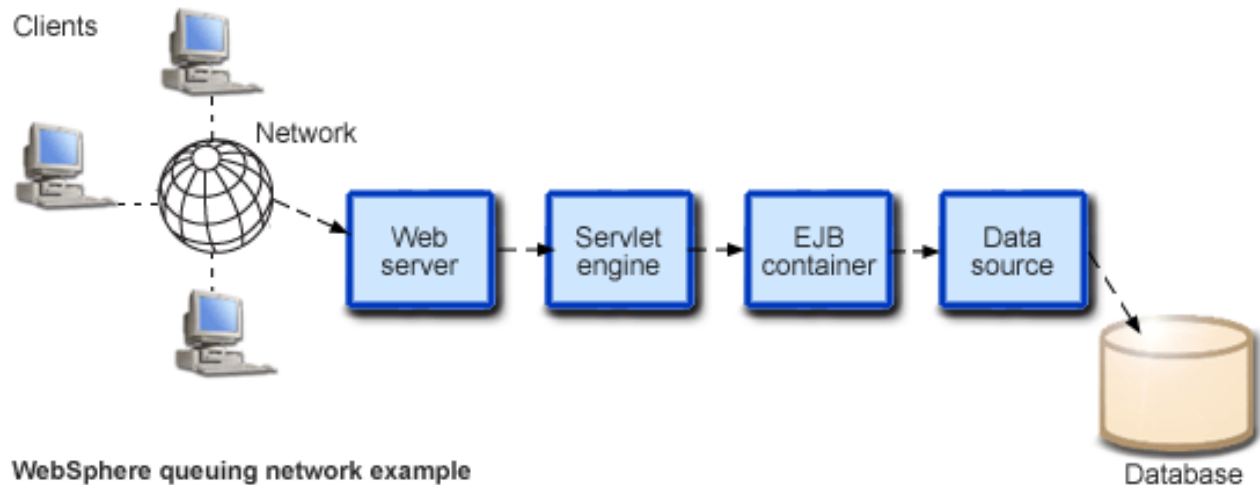 Clients
Network
Web
server
Servlet
engine
EJB
container
Data
source
WebSphere queuing network example
Database